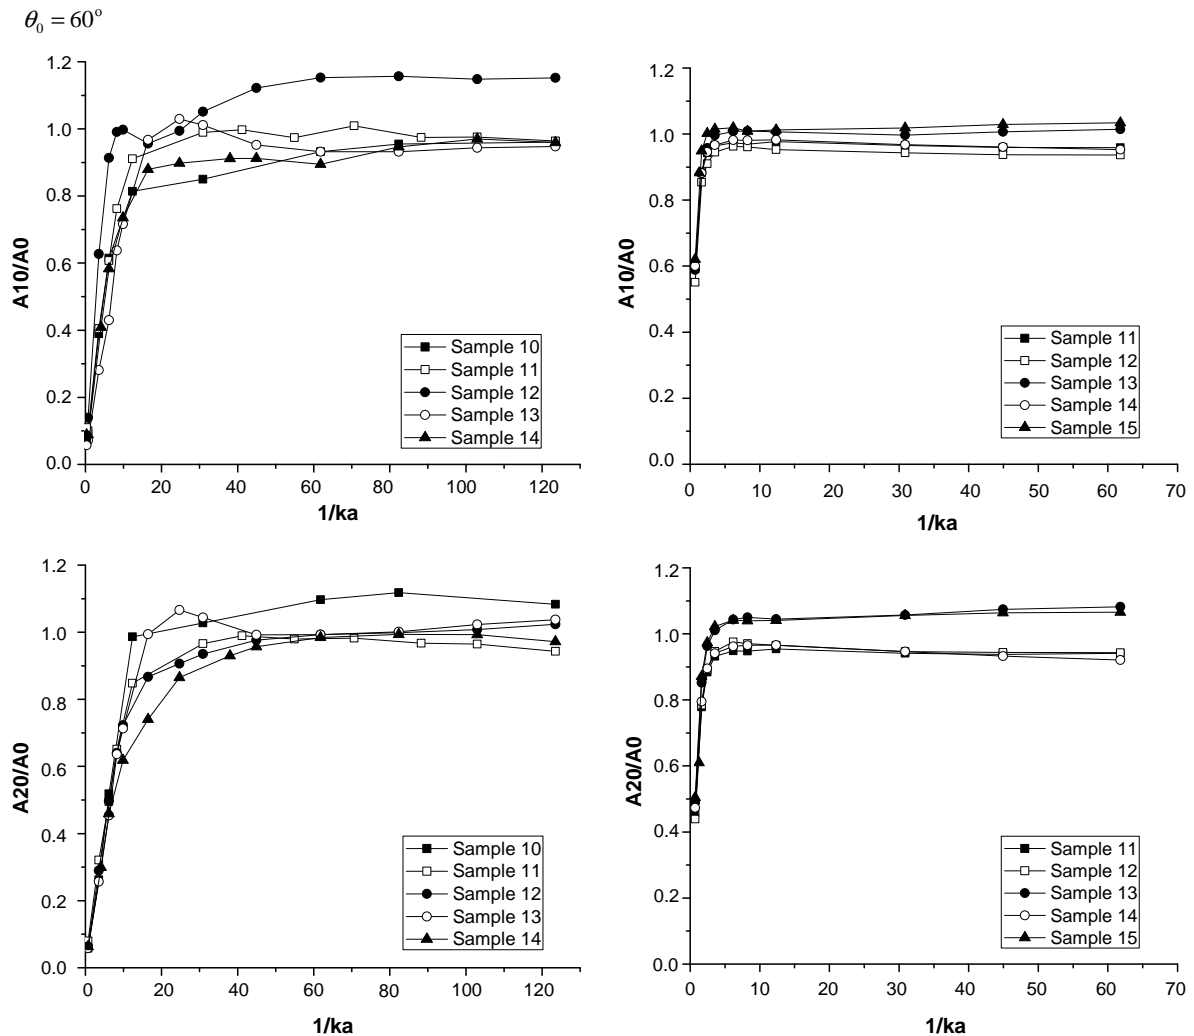 θ₀ = 60°
A10/A0
1.2
1.0
0.8
0.6
0.4
0.2
0.0
0 20 40 60 80 100 120
1/ka
Sample 10
Sample 11
Sample 12
Sample 13
Sample 14
A10/A0
1.2
1.0
0.8
0.6
0.4
0.2
0.0
0 10 20 30 40 50 60 70
1/ka
Sample 11
Sample 12
Sample 13
Sample 14
Sample 15
A20/A0
1.2
1.0
0.8
0.6
0.4
0.2
0.0
0 20 40 60 80 100 120
1/ka
Sample 10
Sample 11
Sample 12
Sample 13
Sample 14
A20/A0
1.2
1.0
0.8
0.6
0.4
0.2
0.0
0 10 20 30 40 50 60 70
1/ka
Sample 11
Sample 12
Sample 13
Sample 14
Sample 15